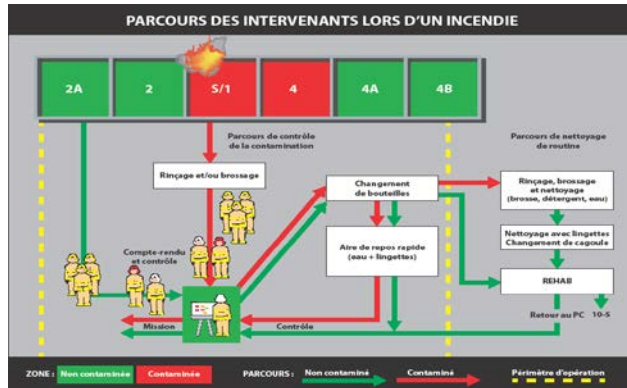 PARCOURS DES INTERVENANTS LORS D'UN INCENDIE
2A
2
S/1
4
4A
4B
Parcours de contrôle
de la contamination
Parcours de nettoyage
de routine
Rinçage et/ou brossage
Changement
de bouteilles
Rinçage, brossage
et nettoyage
(brosse, détergent, eau)
Aire de repos rapide
(eau + lingettes)
Nettoyage avec lingettes
Changement de cagoule
Compte-rendu
et contrôle
REHAB
Mission
Contrôle
Retour au PC
10-5
ZONE :
Non contaminée
Contaminée
PARCOURS :
Non contaminé
Contaminé
Périmètre d'opération